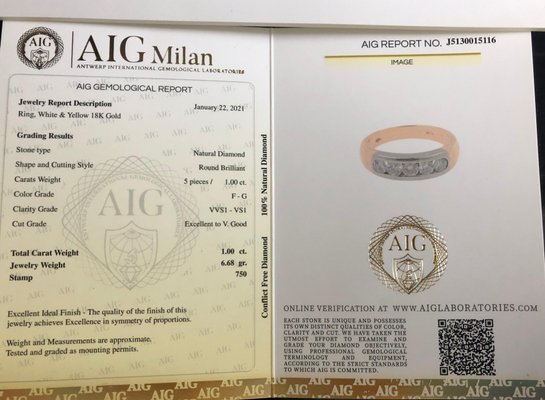 AIG
AIG Milan
ANTWERP INTERNATIONAL GEMOLOGICAL LABORATORIES
AIG GEMOLOGICAL REPORT
Jewelry Report Description January 22, 2021
Ring, White & Yellow 18K Gold
Grading Results
Stone type Natural Diamond
Shape and Cutting Style Round Brilliant
Carats Weight 5 pieces / 1.00 ct.
Color Grade F - G
Clarity Grade VVS1 - VS1
Cut Grade Excellent to V. Good
Total Carat Weight 1.00 ct.
Jewelry Weight 6.68 gr.
Stamp 750
Excellent Ideal Finish - The quality of the finish of this
jewelry achieves Excellence in symmetry of proportions.
Weight and Measurements are approximate,
Tested and graded as mounting permits.
Conflict Free Diamond 100% Natural Diamond
AIG REPORT NO. J5130015116
IMAGE
AIG
ONLINE VERIFICATION AT WWW.AIGLABORATORIES.COM
EACH STONE IS UNIQUE AND POSSESSES
ITS OWN DISTINCT QUALITIES OF COLOR,
CLARITY AND CUT. WE HAVE TAKEN THE
UTMOST EFFORT TO EXAMINE AND
GRADE YOUR DIAMOND OBJECTIVELY,
USING PROFESSIONAL GEMOLOGICAL
TERMINOLOGY AND EQUIPMENT,
ACCORDING TO THE STRICT STANDARDS
TO WHICH AIG IS COMMITTED.